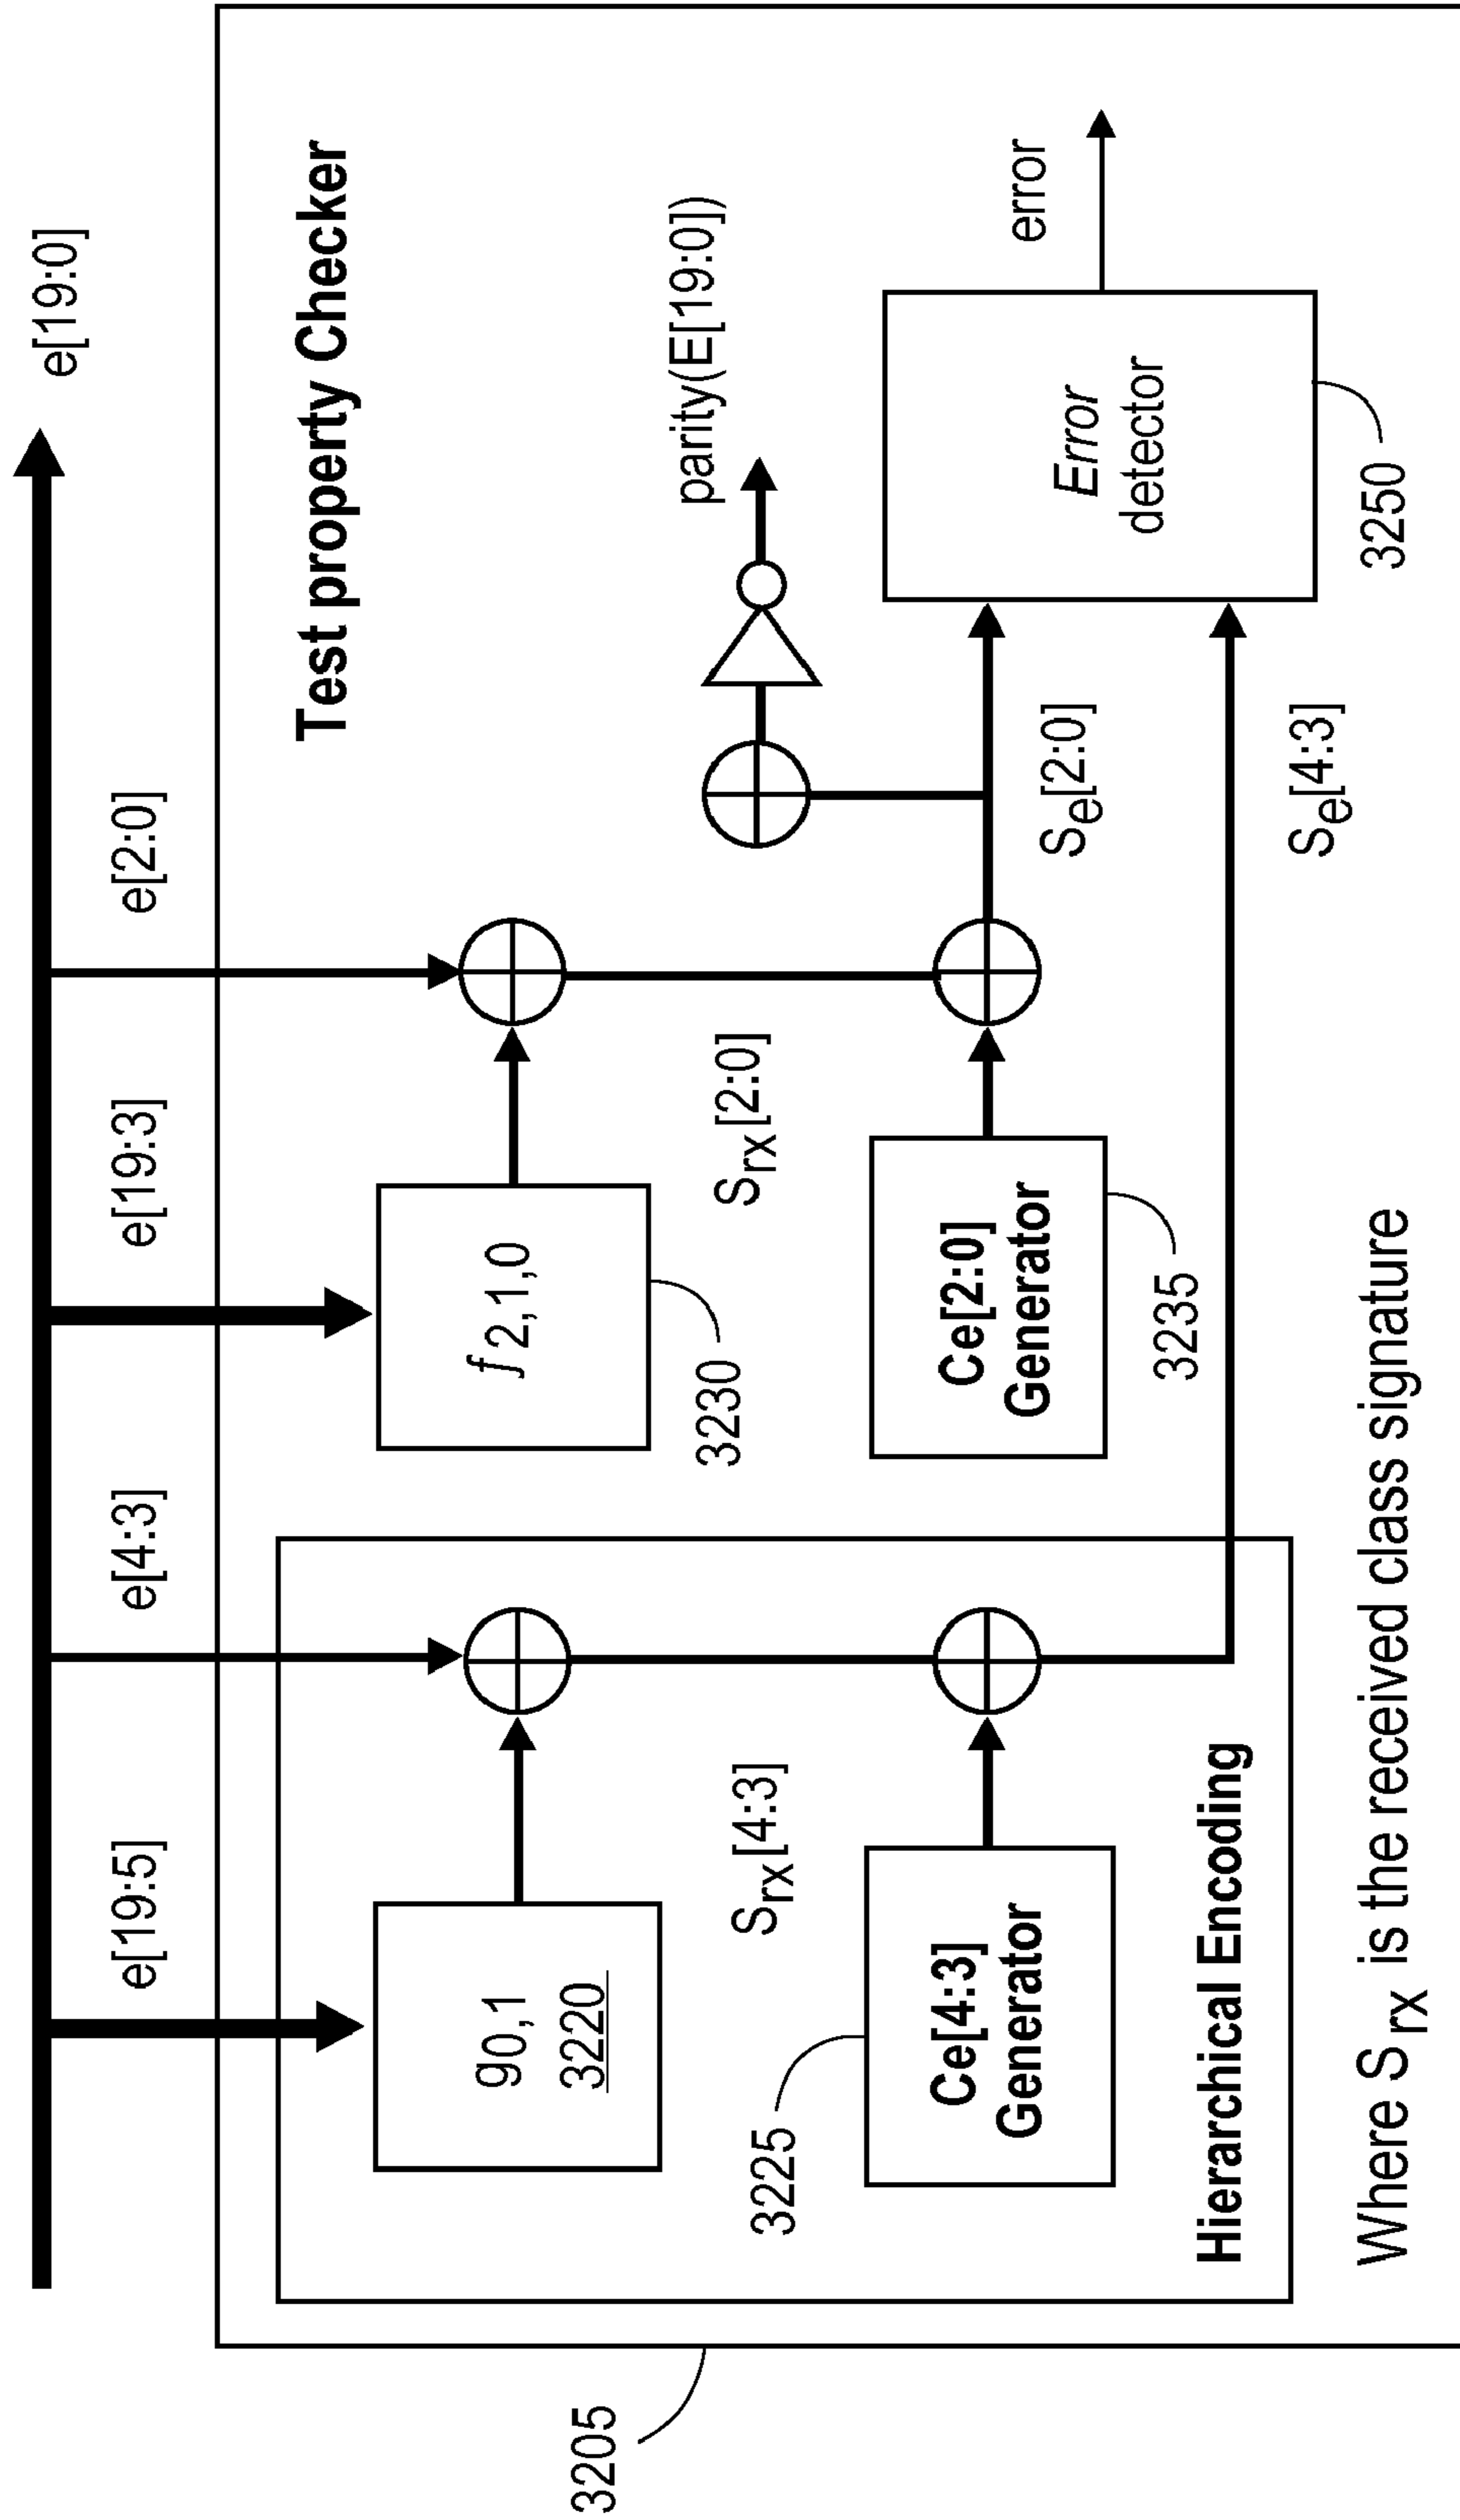 e[19:0]
e[19:5]
e[4:3]
e[19:3]
e[2:0]
Test property Checker
g0,1
3220
f2,1,0
3230
parity(E[19:0])
Srx[4:3]
Srx[2:0]
3225
Ce[4:3]
Generator
Ce[2:0]
Generator
3235
Se[2:0]
Error
detector
error
3250
Hierarchical Encoding
Se[4:3]
Where Srx is the received class signature
3205